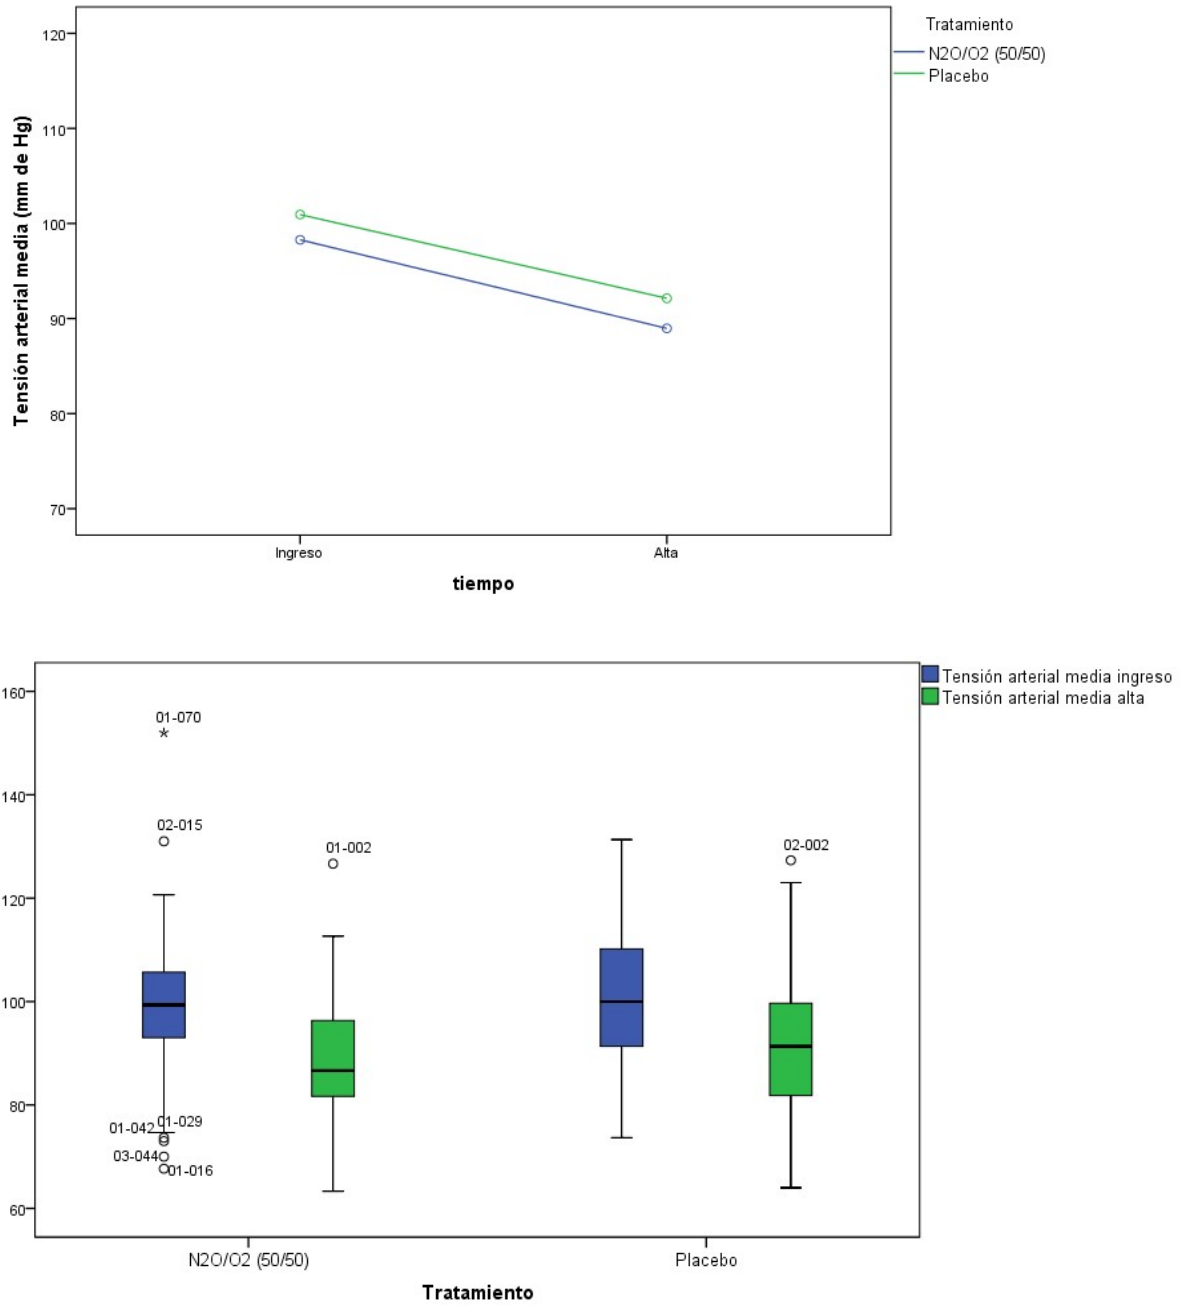 Tratamiento
N2O/O2 (50/50)
Placebo
120
110
100
90
80
70
Tensión arterial media (mm de Hg)
Ingreso
Alta
tiempo
Tensión arterial media ingreso
Tensión arterial media alta
160
140
120
100
80
60
01-070
02-015
01-002
02-002
01-042
01-029
03-044
01-016
N2O/O2 (50/50)
Placebo
Tratamiento